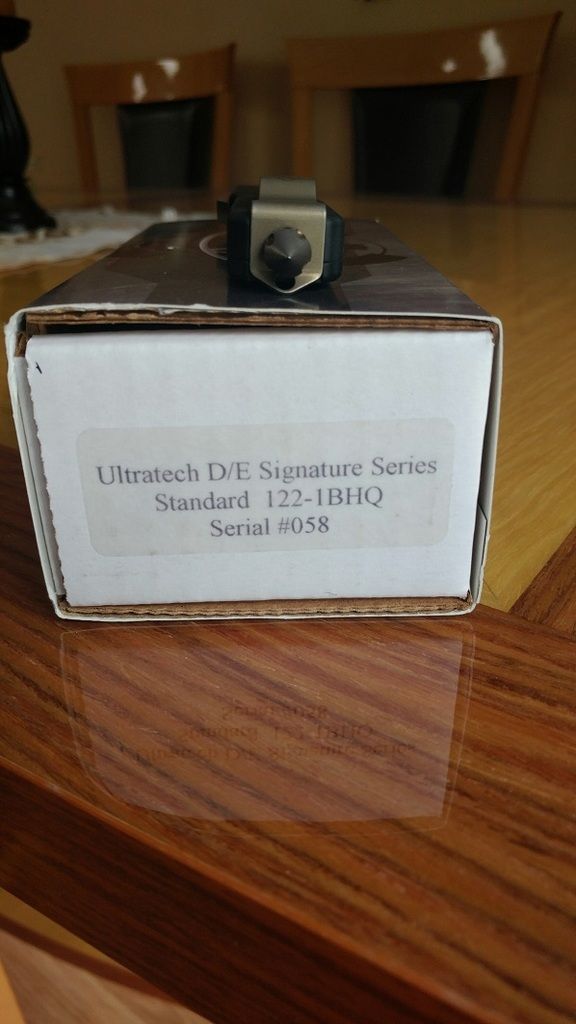 Ultratech D/E Signature Series
Standard 122-1BHQ
Serial #058